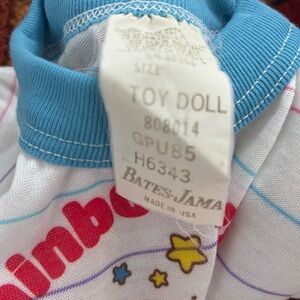 SIZE
TOY DOLL
808014
GPU85
H6343
BATES-JAMA
MADE IN USA
inbo